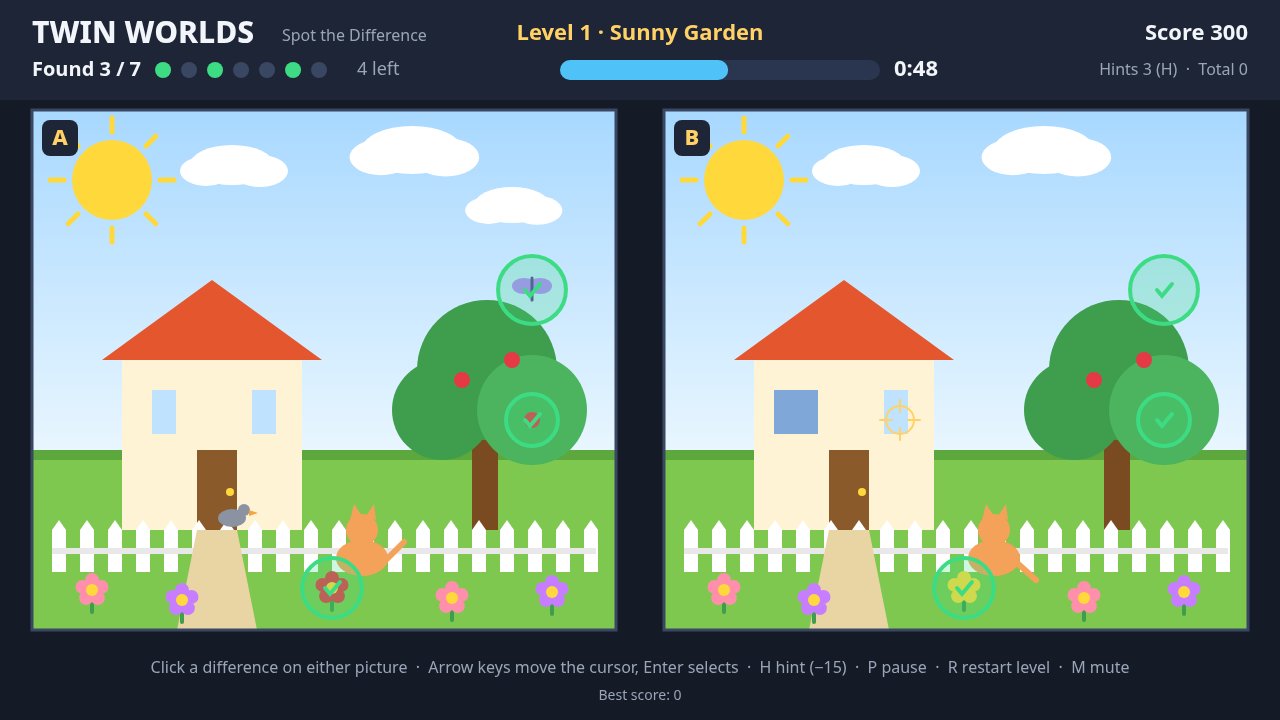 TWIN WORLDS Spot the Difference Level 1 · Sunny Garden Score 300
Found 3 / 7 4 left 0:48 Hints 3 (H) · Total 0
A B
Click a difference on either picture · Arrow keys move the cursor, Enter selects · H hint (−15) · P pause · R restart level · M mute
Best score: 0